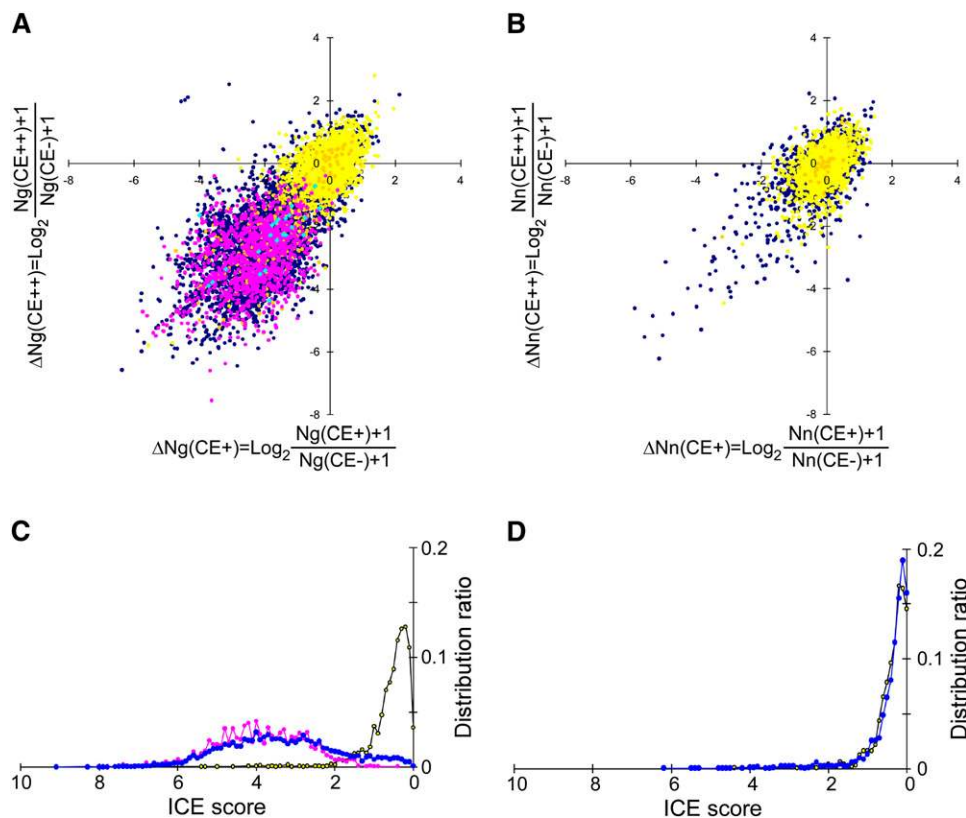 A
ΔNg(CE++)=Log2 Ng(CE++)+1
Ng(CE-)+1
4
2
0
-2
-4
-6
-8
-8 -6 -4 -2 0 2 4
ΔNg(CE+)=Log2 Ng(CE+)+1
Ng(CE-)+1
B
ΔNn(CE++)=Log2 Nn(CE++)+1
Nn(CE-)+1
4
2
0
-2
-4
-6
-8
-8 -6 -4 -2 0 2 4
ΔNn(CE+)=Log2 Nn(CE+)+1
Nn(CE-)+1
C
0.2
0.1
0
Distribution ratio
10 8 6 4 2 0
ICE score
D
0.2
0.1
0
Distribution ratio
10 8 6 4 2 0
ICE score